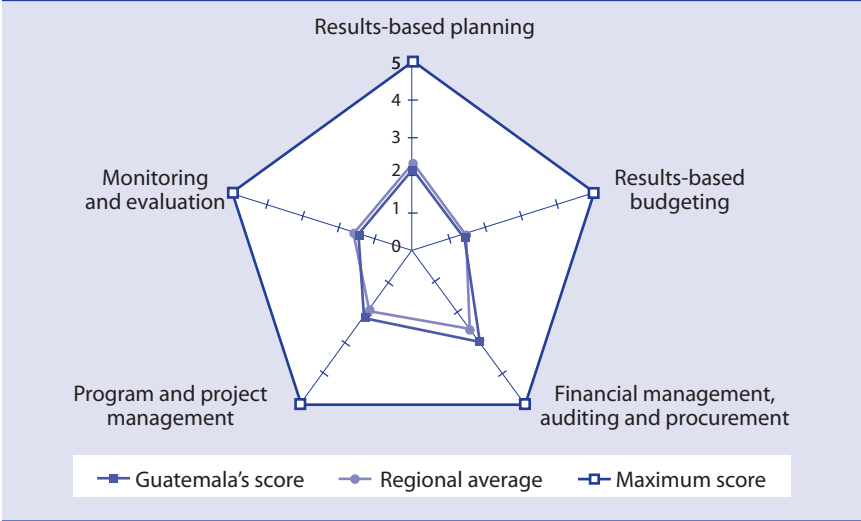 Results-based planning
5
4
3
2
1
0
Monitoring
and evaluation
Results-based
budgeting
Program and project
management
Financial management,
auditing and procurement
Guatemala's score
Regional average
Maximum score